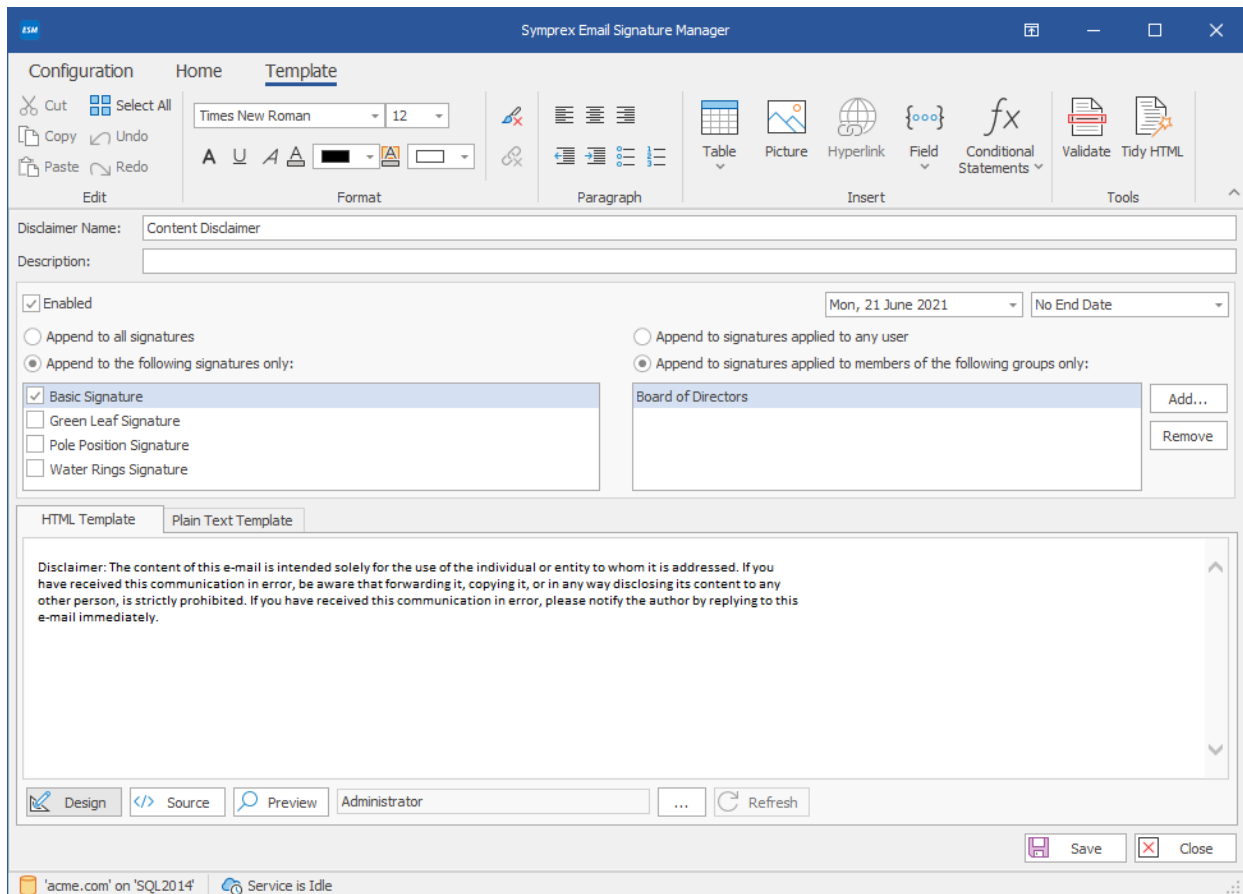 ESM
Symprex Email Signature Manager
Configuration Home Template
Cut Select All
Copy Undo
Paste Redo
Edit
Times New Roman 12
A U A A A
Format
Paragraph
Table Picture Hyperlink Field Conditional Statements
Insert
Validate Tidy HTML
Tools
Disclaimer Name: Content Disclaimer
Description:
Enabled
Mon, 21 June 2021 No End Date
Append to all signatures
Append to the following signatures only:
Basic Signature
Green Leaf Signature
Pole Position Signature
Water Rings Signature
Append to signatures applied to any user
Append to signatures applied to members of the following groups only:
Board of Directors
Add...
Remove
HTML Template Plain Text Template
Disclaimer: The content of this e-mail is intended solely for the use of the individual or entity to whom it is addressed. If you
have received this communication in error, be aware that forwarding it, copying it, or in any way disclosing its content to any
other person, is strictly prohibited. If you have received this communication in error, please notify the author by replying to this
e-mail immediately.
Design Source Preview Administrator ... Refresh
Save Close
'acme.com' on 'SQL2014' Service is Idle